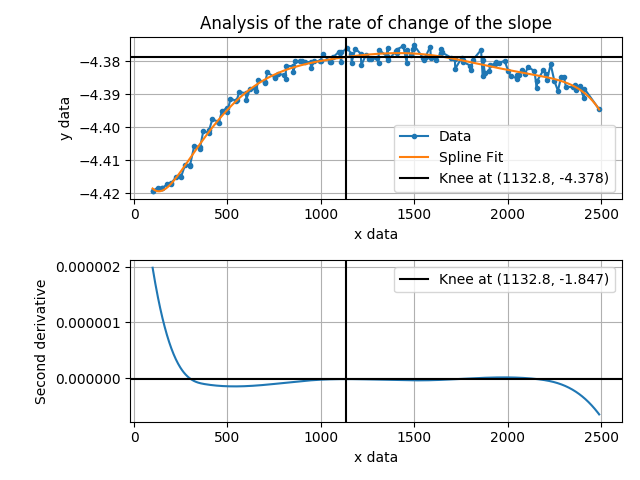 Analysis of the rate of change of the slope
y data
−4.38
−4.39
−4.40
−4.41
−4.42
Data
Spline Fit
Knee at (1132.8, -4.378)
0 500 1000 1500 2000 2500
x data
Second derivative
0.000002
0.000001
0.000000
Knee at (1132.8, -1.847)
0 500 1000 1500 2000 2500
x data